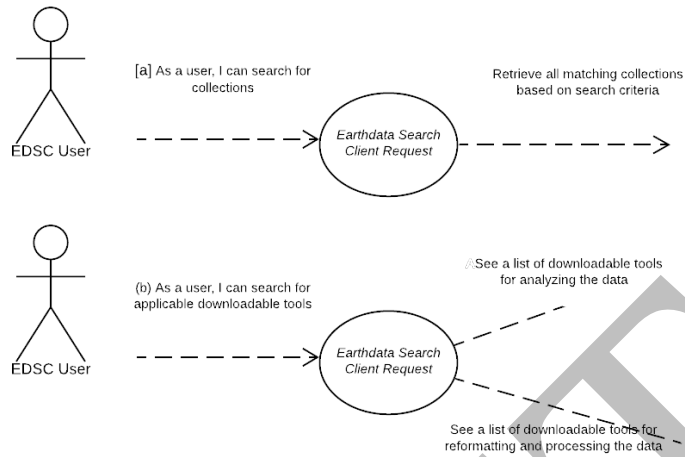 [a] As a user, I can search for
collections
Retrieve all matching collections
based on search criteria
Earthdata Search
Client Request
EDSC User
(b) As a user, I can search for
applicable downloadable tools
See a list of downloadable tools
for analyzing the data
Earthdata Search
Client Request
EDSC User
See a list of downloadable tools for
reformatting and processing the data